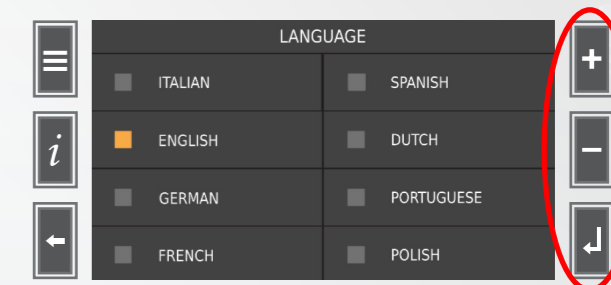 LANGUAGE
ITALIAN
SPANISH
ENGLISH
DUTCH
GERMAN
PORTUGUESE
FRENCH
POLISH
i
+
−